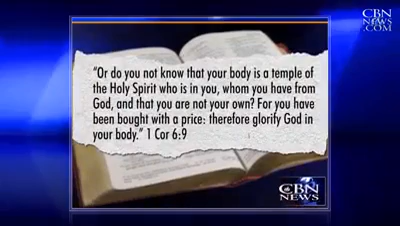 CBN
NEWS
.COM
“Or do you not know that your body is a temple of
the Holy Spirit who is in you, whom you have from
God, and that you are not your own? For you have
been bought with a price: therefore glorify God in
your body.” 1 Cor 6:9
CBN
NEWS